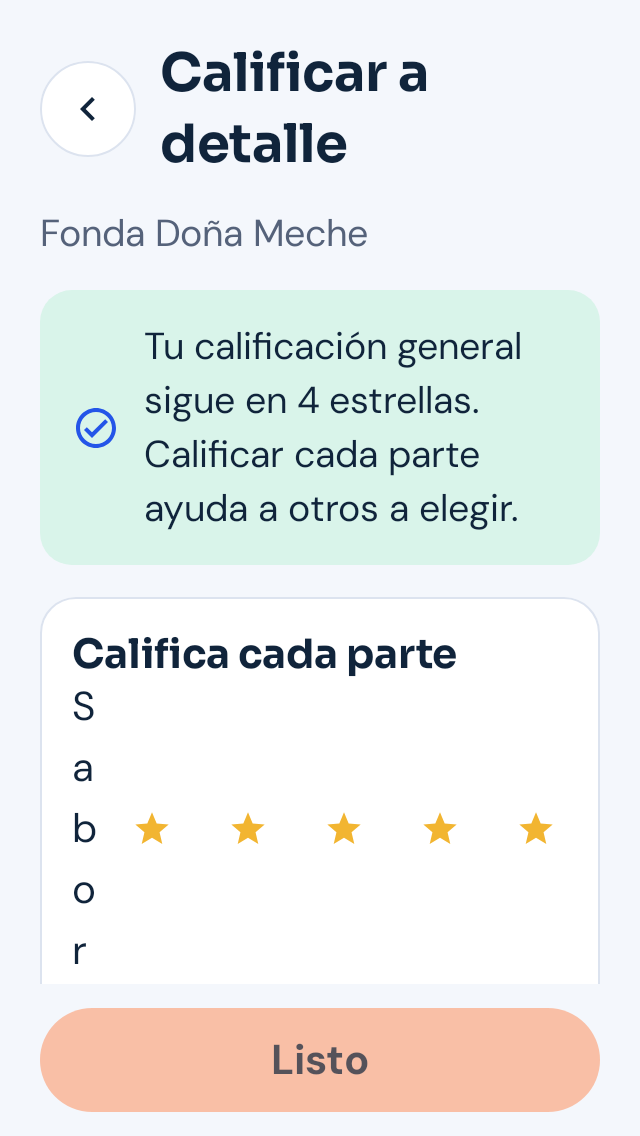 Calificar a
detalle
Fonda Doña Meche
Tu calificación general
sigue en 4 estrellas.
Calificar cada parte
ayuda a otros a elegir.
Califica cada parte
S
a
b
o
r
Listo